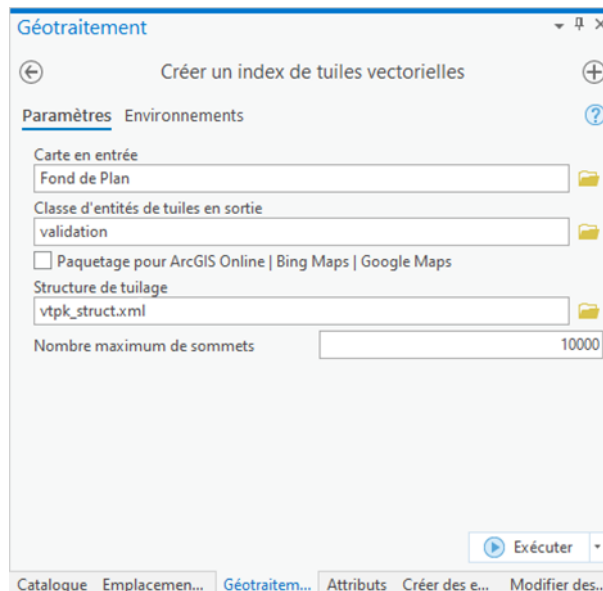 Géotraitement
Créer un index de tuiles vectorielles
Paramètres Environnements
Carte en entrée
Fond de Plan
Classe d'entités de tuiles en sortie
validation
Paquetage pour ArcGIS Online | Bing Maps | Google Maps
Structure de tuilage
vtpk_struct.xml
Nombre maximum de sommets 10000
Exécuter
Catalogue Emplacemen... Géotraitem... Attributs Créer des e... Modifier des...